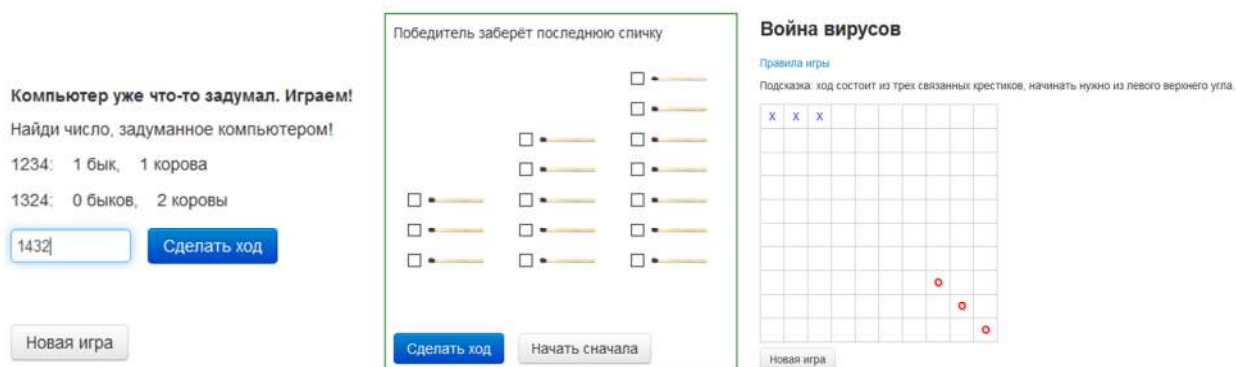 Компьютер уже что-то задумал. Играем!
Найди число, задуманное компьютером!
1234: 1 бык, 1 корова
1324: 0 быков, 2 коровы
1432
Сделать ход
Новая игра
Победитель заберёт последнюю спичку
Сделать ход
Начать сначала
Война вирусов
Правила игры
Подсказка: ход состоит из трех связанных крестиков, начинать нужно из левого верхнего угла.
X X X
O
O
O
Новая игра